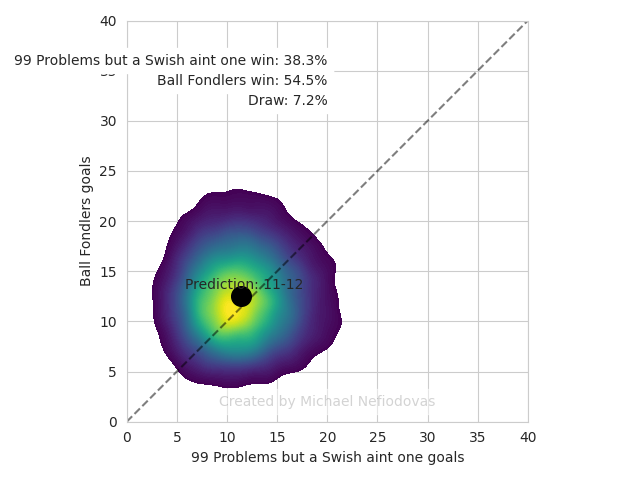 40
99 Problems but a Swish aint one win: 38.3%
Ball Fondlers win: 54.5%
Draw: 7.2%
30
25
20
15
10
5
0
Ball Fondlers goals
Prediction: 11-12
Created by Michael Nefiodovas
0 5 10 15 20 25 30 35 40
99 Problems but a Swish aint one goals